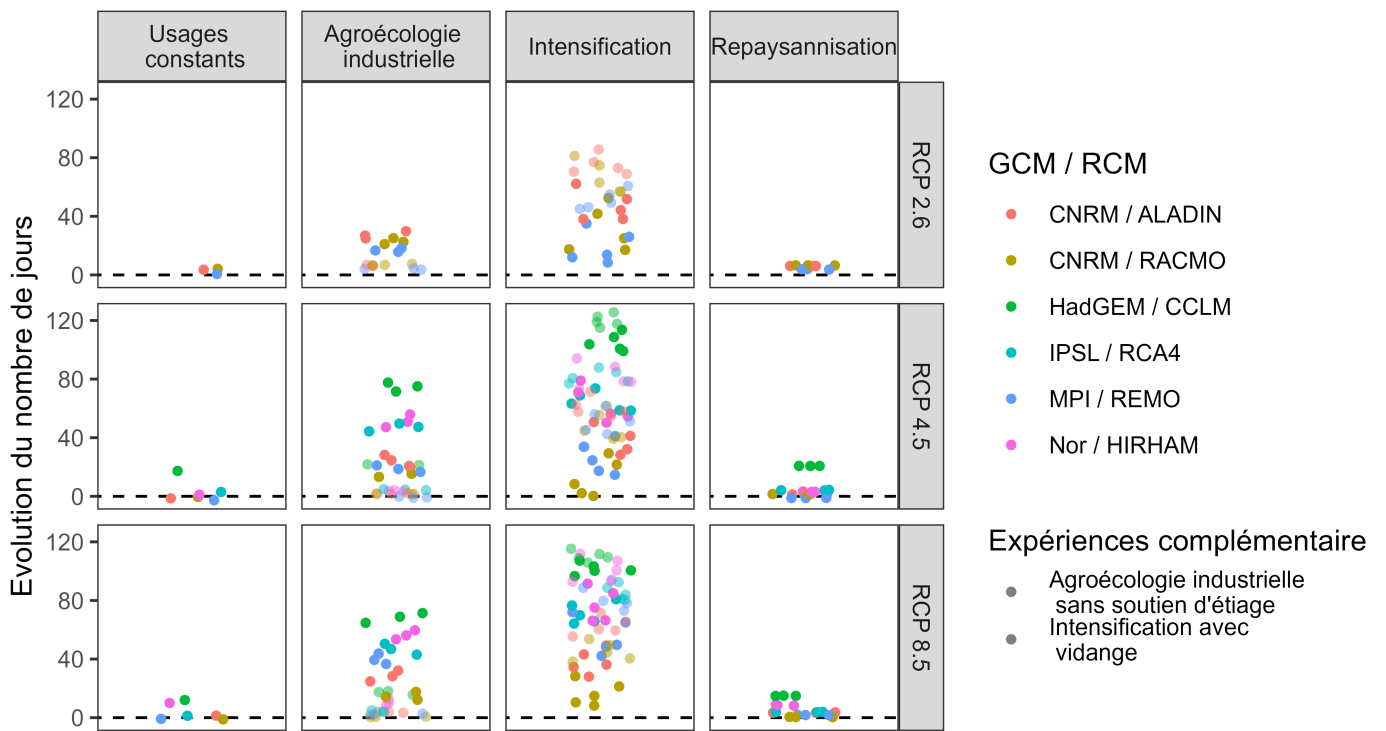 Usages
constants
Agroécologie
industrielle
Intensification
Repaysannisation
Evolution du nombre de jours
120
80
40
0
RCP 2.6
120
80
40
0
RCP 4.5
120
80
40
0
RCP 8.5
GCM / RCM
CNRM / ALADIN
CNRM / RACMO
HadGEM / CCLM
IPSL / RCA4
MPI / REMO
Nor / HIRHAM
Expériences complémentaire
Agroécologie industrielle
sans soutien d'étiage
Intensification avec
vidange